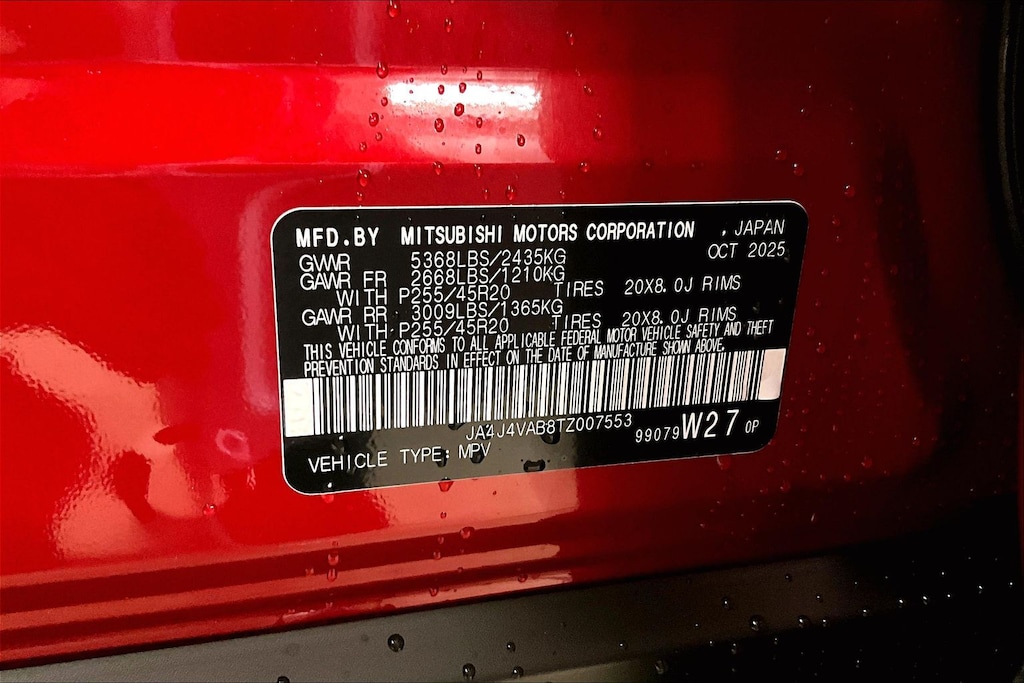 MFD.BY MITSUBISHI MOTORS CORPORATION , JAPAN
OCT 2025
GVWR 5368LBS/2435KG
GAWR FR 2668LBS/1210KG
WITH P255/45R20 TIRES 20X8.0J RIMS
GAWR RR 3009LBS/1365KG
WITH P255/45R20 TIRES 20X8.0J RIMS
THIS VEHICLE CONFORMS TO ALL APPLICABLE FEDERAL MOTOR VEHICLE SAFETY AND THEFT
PREVENTION STANDARDS IN EFFECT ON THE DATE OF MANUFACTURE SHOWN ABOVE.
JA4J4VAB8TZ007553
99079 W27 0P
VEHICLE TYPE: MPV